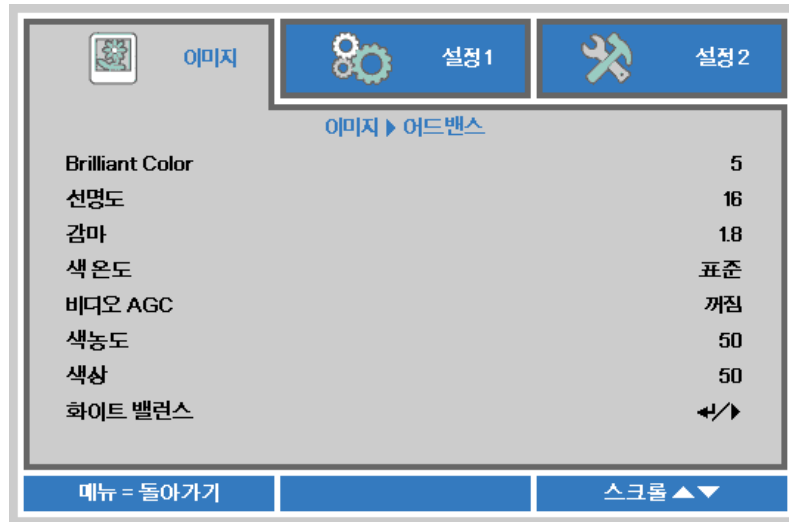 이미지 설정 1 설정 2
이미지 ▶ 어드밴스
Brilliant Color 5
선명도 16
감마 1.8
색 온도 표준
비디오 AGC 꺼짐
색농도 50
색상 50
화이트 밸런스 ↵/▶
메뉴 = 돌아가기 스크롤 ▲▼